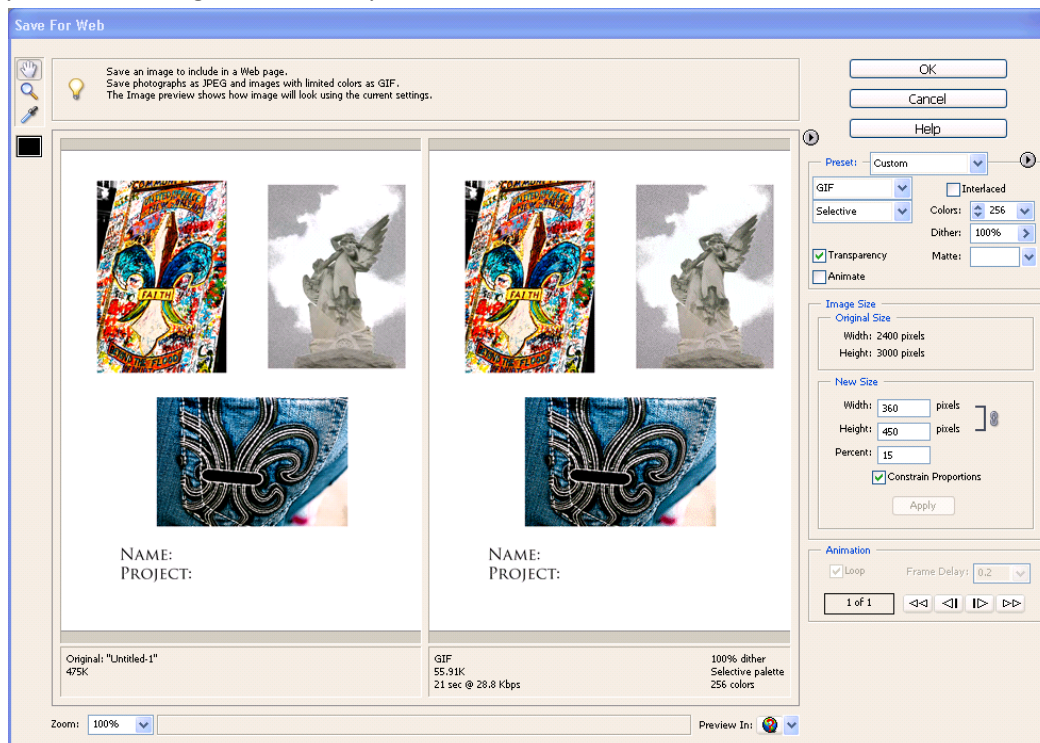 Save For Web
Save an image to include in a Web page.
Save photographs as JPEG and images with limited colors as GIF.
The Image preview shows how image will look using the current settings.
OK
Cancel
Help
Preset: Custom
GIF
Interlaced
Selective
Colors: 256
Dither: 100%
Transparency
Matte:
Animate
Image Size
Original Size
Width: 2400 pixels
Height: 3000 pixels
New Size
Width: 360 pixels
Height: 450 pixels
Percent: 15
Constrain Proportions
Apply
Animation
Loop
Frame Delay: 0.2
1 of 1
FAITH
NAME:
PROJECT:
FAITH
NAME:
PROJECT:
Original: "Untitled-1"
475K
GIF
55.91K
21 sec @ 28.8 Kbps
100% dither
Selective palette
256 colors
Zoom: 100%
Preview In: